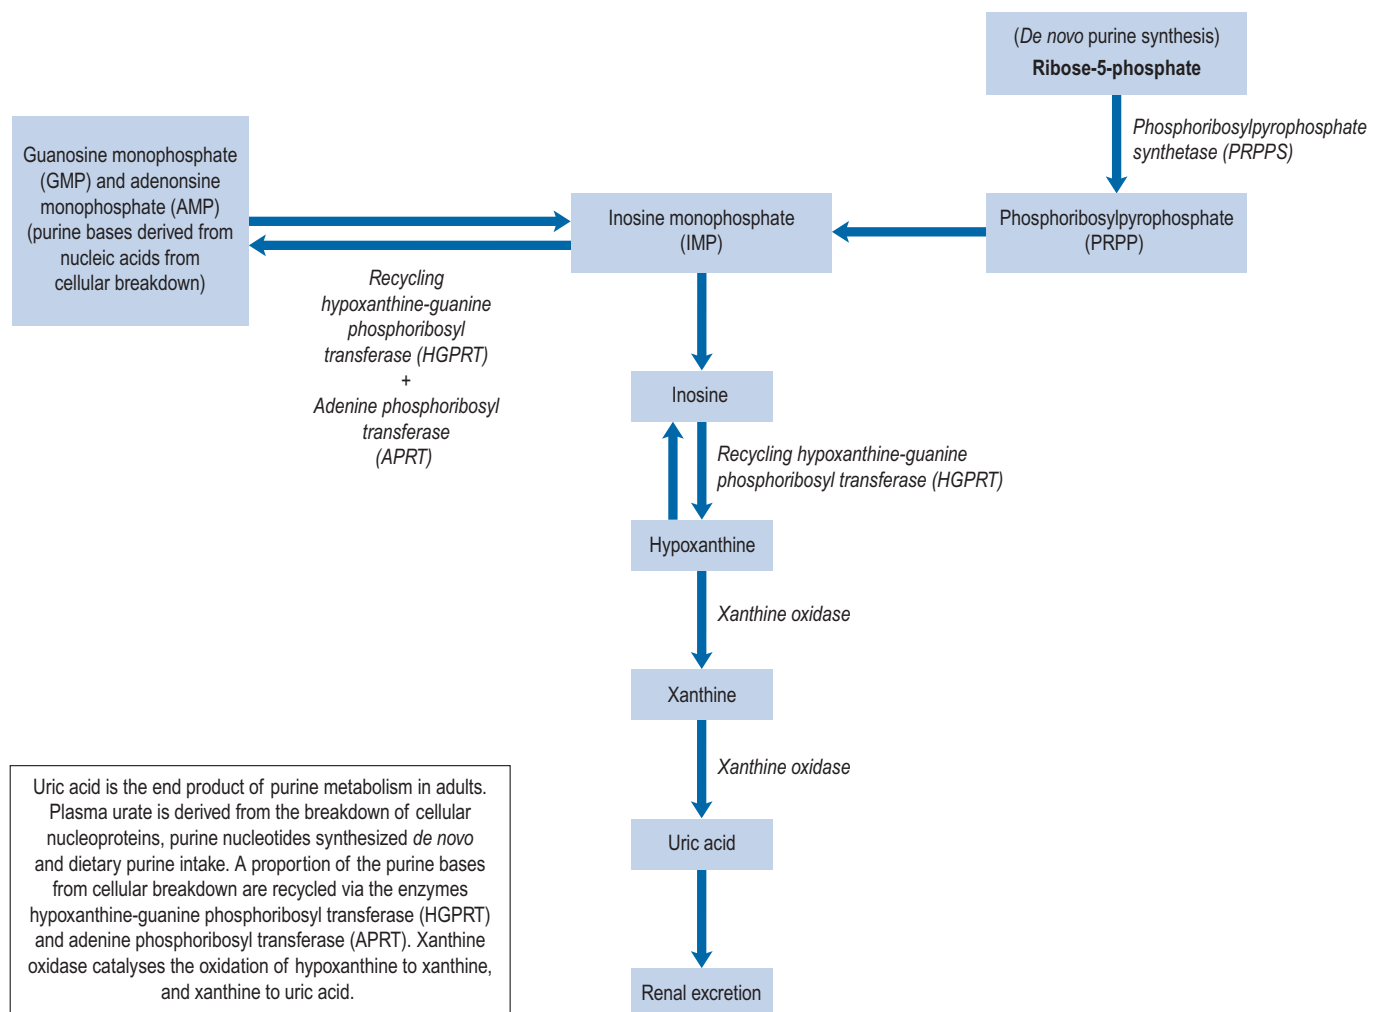 (De novo purine synthesis)
Ribose-5-phosphate
Phosphoribosylpyrophosphate
synthetase (PRPPS)
Guanosine monophosphate
(GMP) and adenonsine
monophosphate (AMP)
(purine bases derived from
nucleic acids from
cellular breakdown)
Inosine monophosphate
(IMP)
Phosphoribosylpyrophosphate
(PRPP)
Recycling
hypoxanthine-guanine
phosphoribosyl
transferase (HGPRT)
+
Adenine phosphoribosyl
transferase
(APRT)
Inosine
Recycling hypoxanthine-guanine
phosphoribosyl transferase (HGPRT)
Hypoxanthine
Xanthine oxidase
Xanthine
Xanthine oxidase
Uric acid
Renal excretion
Uric acid is the end product of purine metabolism in adults.
Plasma urate is derived from the breakdown of cellular
nucleoproteins, purine nucleotides synthesized de novo
and dietary purine intake. A proportion of the purine bases
from cellular breakdown are recycled via the enzymes
hypoxanthine-guanine phosphoribosyl transferase (HGPRT)
and adenine phosphoribosyl transferase (APRT). Xanthine
oxidase catalyses the oxidation of hypoxanthine to xanthine,
and xanthine to uric acid.